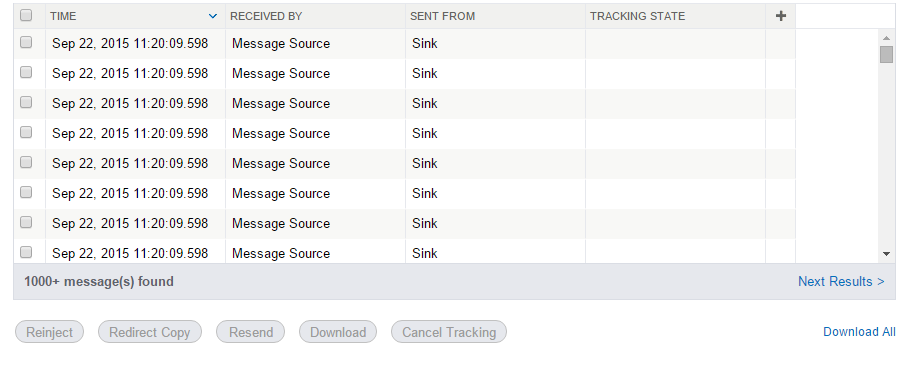 TIME RECEIVED BY SENT FROM TRACKING STATE +
Sep 22, 2015 11:20:09.598 Message Source Sink
Sep 22, 2015 11:20:09.598 Message Source Sink
Sep 22, 2015 11:20:09.598 Message Source Sink
Sep 22, 2015 11:20:09.598 Message Source Sink
Sep 22, 2015 11:20:09.598 Message Source Sink
Sep 22, 2015 11:20:09.598 Message Source Sink
Sep 22, 2015 11:20:09.598 Message Source Sink
Sep 22, 2015 11:20:09.598 Message Source Sink
1000+ message(s) found Next Results >
Reinject Redirect Copy Resend Download Cancel Tracking Download All